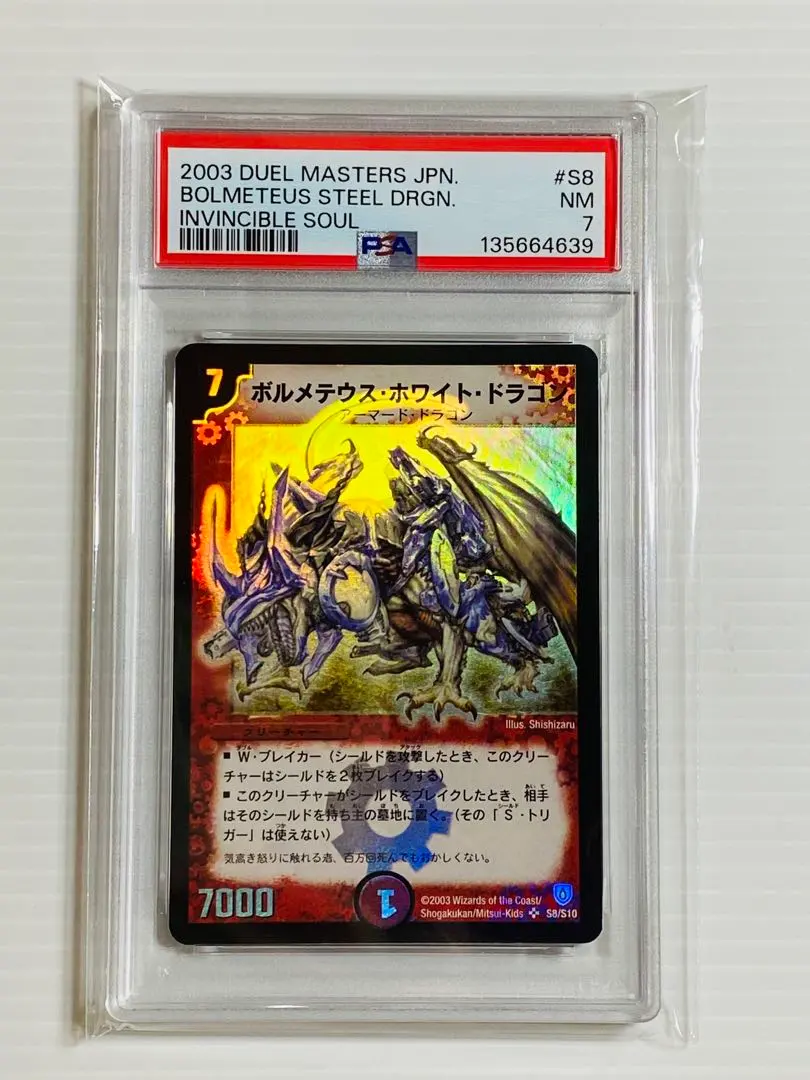 2003 DUEL MASTERS JPN. #S8
BOLMETEUS STEEL DRGN. NM
INVINCIBLE SOUL 7
PSA 135664639
7 ボルメテウス・ホワイト・ドラゴン
アーマード・ドラゴン
Illus. Shishizaru
クリーチャー
■ W・ブレイカー（シールドを攻撃したとき、このクリー
チャーはシールドを2枚ブレイクする）
■ このクリーチャーがシールドをブレイクしたとき、相手
はそのシールドを持ち主の墓地に置く。（その「S・トリ
ガー」は使えない）
気高き怒りに触れる者、百万回死んでもおかしくない。
7000 1 ©2003 Wizards of the Coast/
Shogakukan/Mitsui-Kids S8/S10